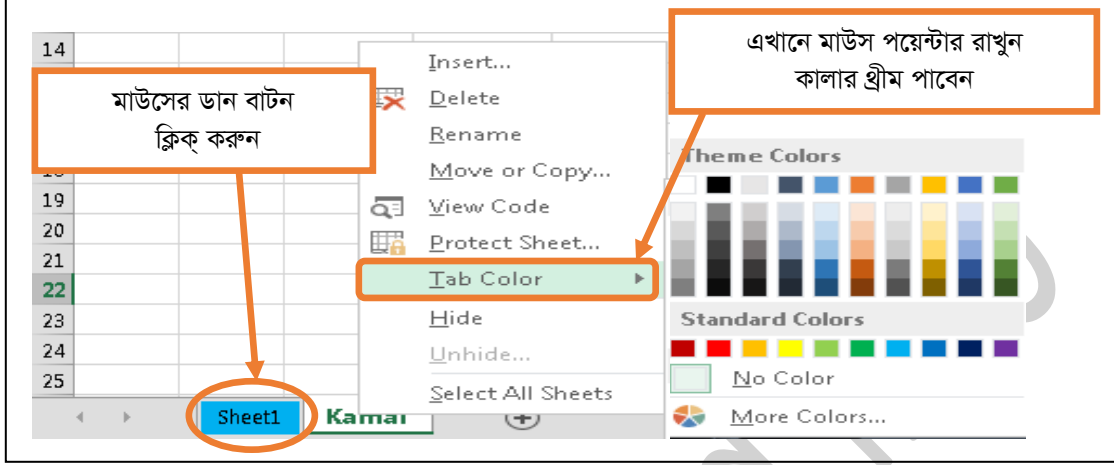 14
মাউসের ডান বাটন
ক্লিক্ করুন
এখানে মাউস পয়েন্টার রাখুন
কালার থ্রীম পাবেন
Insert...
Delete
Rename
Move or Copy...
View Code
Protect Sheet...
Tab Color
Hide
Unhide...
Select All Sheets
Theme Colors
Standard Colors
No Color
More Colors...
19
20
21
22
23
24
25
Sheet1
Kamal